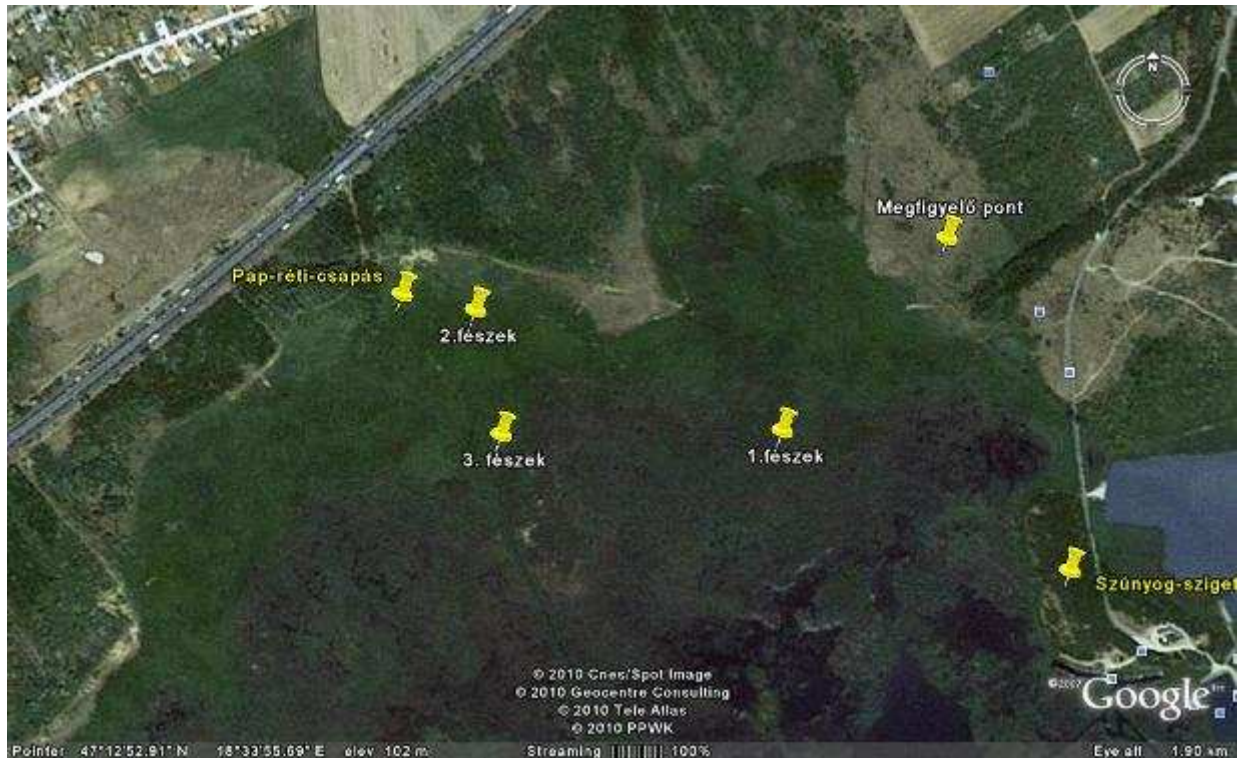 N
Megfigyelő pont
Pap-réti-csapás
2.fészek
3. fészek
1.fészek
Szúnyog-sziget
© 2010 Cnes/Spot Image
© 2010 Geocentre Consulting
© 2010 Tele Atlas
© 2010 PPWK
©2007 Google
Pointer 47°12'52.91" N 18°33'55.69" E elev 102 m Streaming 100% Eye alt 1.90 km